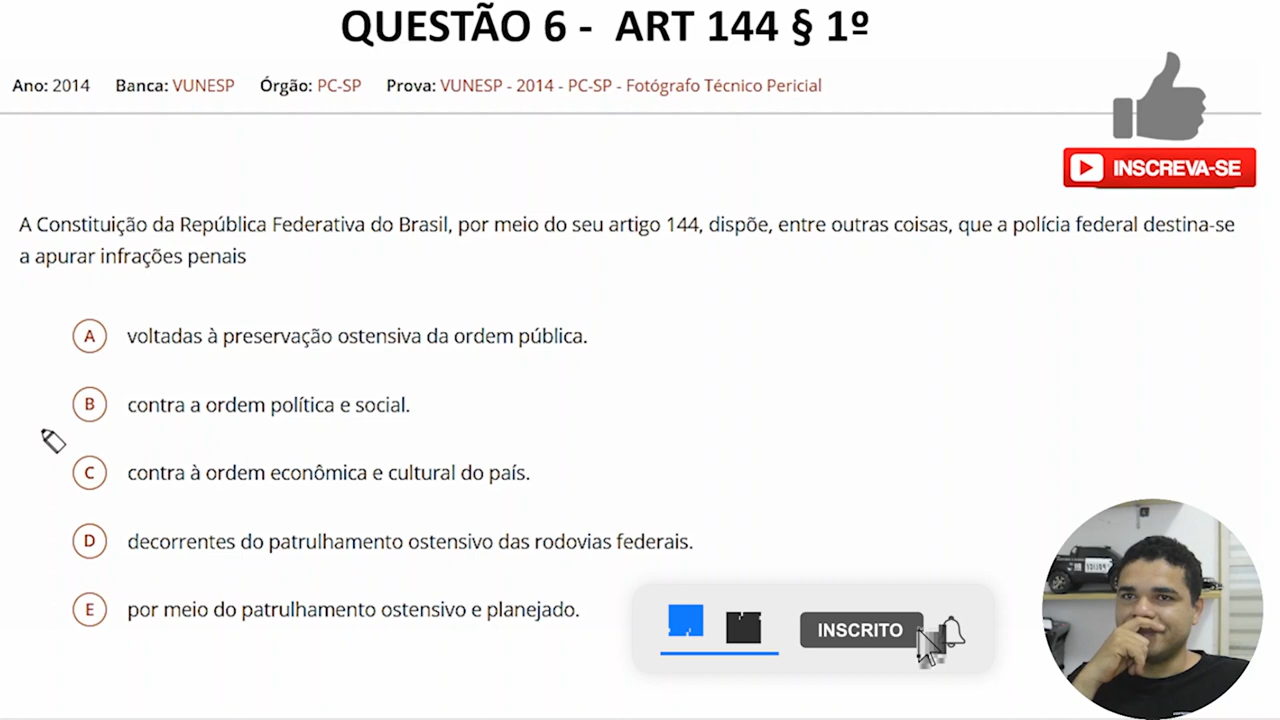 QUESTÃO 6 - ART 144 § 1º
Ano: 2014 Banca: VUNESP Órgão: PC-SP Prova: VUNESP - 2014 - PC-SP - Fotógrafo Técnico Pericial
INSCREVA-SE
A Constituição da República Federativa do Brasil, por meio do seu artigo 144, dispõe, entre outras coisas, que a polícia federal destina-se
a apurar infrações penais
A voltadas à preservação ostensiva da ordem pública.
B contra a ordem política e social.
C contra à ordem econômica e cultural do país.
D decorrentes do patrulhamento ostensivo das rodovias federais.
E por meio do patrulhamento ostensivo e planejado.
INSCRITO